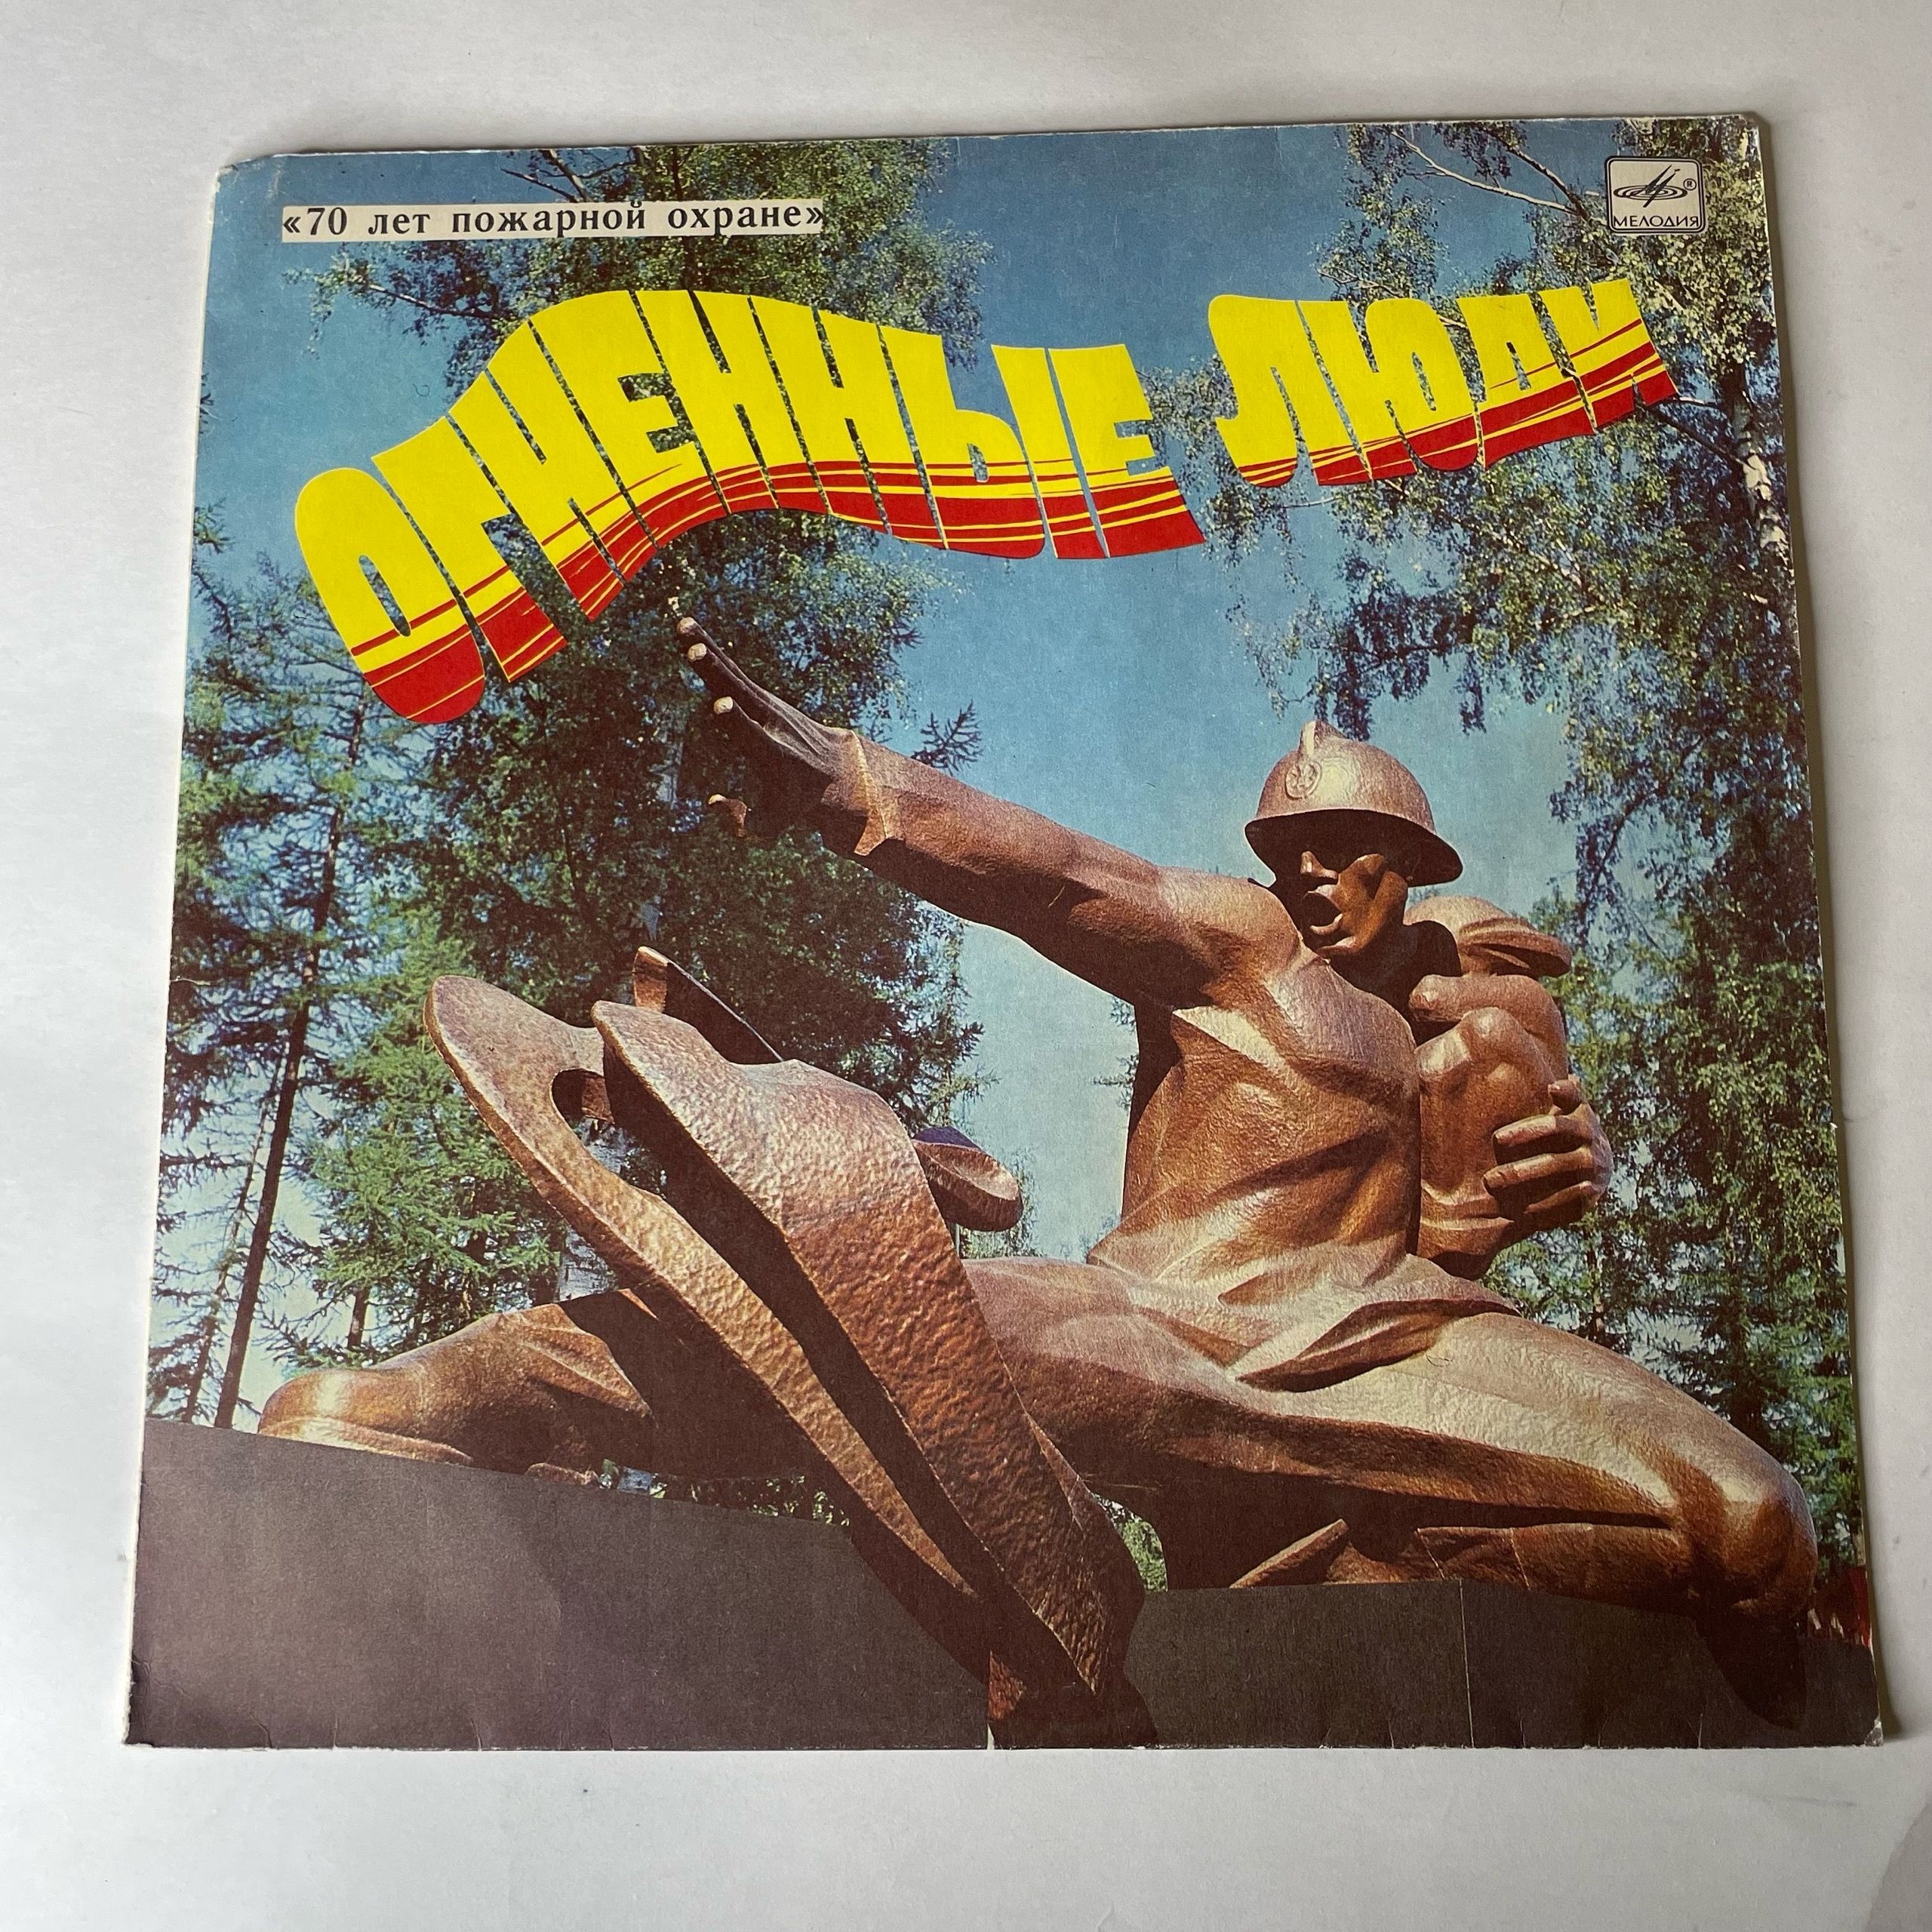 «70 лет пожарной охране»
МЕЛОДИЯ
ОГНЕННЫЕ ЛЮДИ